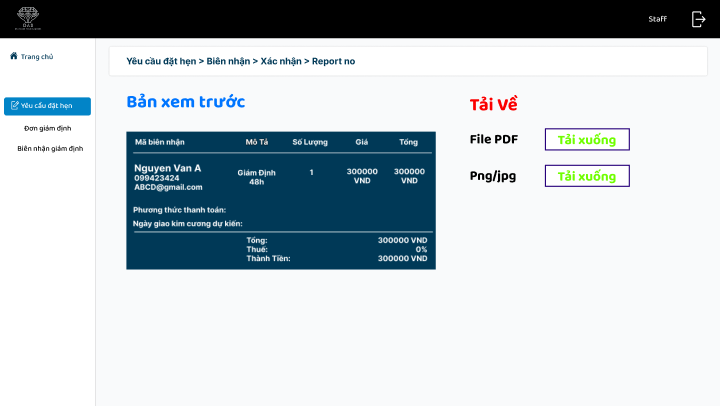 DAS
Staff
Trang chủ
Yêu cầu đặt hẹn > Biên nhận > Xác nhận > Report no
Yêu cầu đặt hẹn
Đơn giám định
Biên nhận giám định
Bản xem trước
Tải Về
Mã biên nhận Mô Tả Số Lượng Giá Tổng
Nguyen Van A
099423424
ABCD@gmail.com
Giám Định
48h
1
300000
VND
300000
VND
Phương thức thanh toán:
Ngày giao kim cương dự kiến:
Tổng: 300000 VND
Thuế: 0%
Thành Tiền: 300000 VND
File PDF Tải xuống
Png/jpg Tải xuống